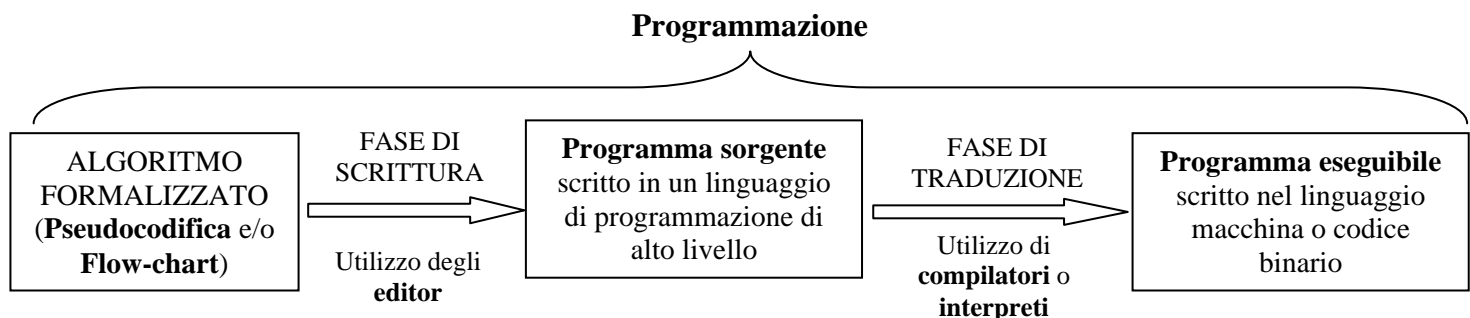 Programmazione
ALGORITMO
FORMALIZZATO
(Pseudocodifica e/o
Flow-chart)
FASE DI
SCRITTURA
Utilizzo degli
editor
Programma sorgente
scritto in un linguaggio
di programmazione di
alto livello
FASE DI
TRADUZIONE
Utilizzo di
compilatori o
interpreti
Programma eseguibile
scritto nel linguaggio
macchina o codice
binario